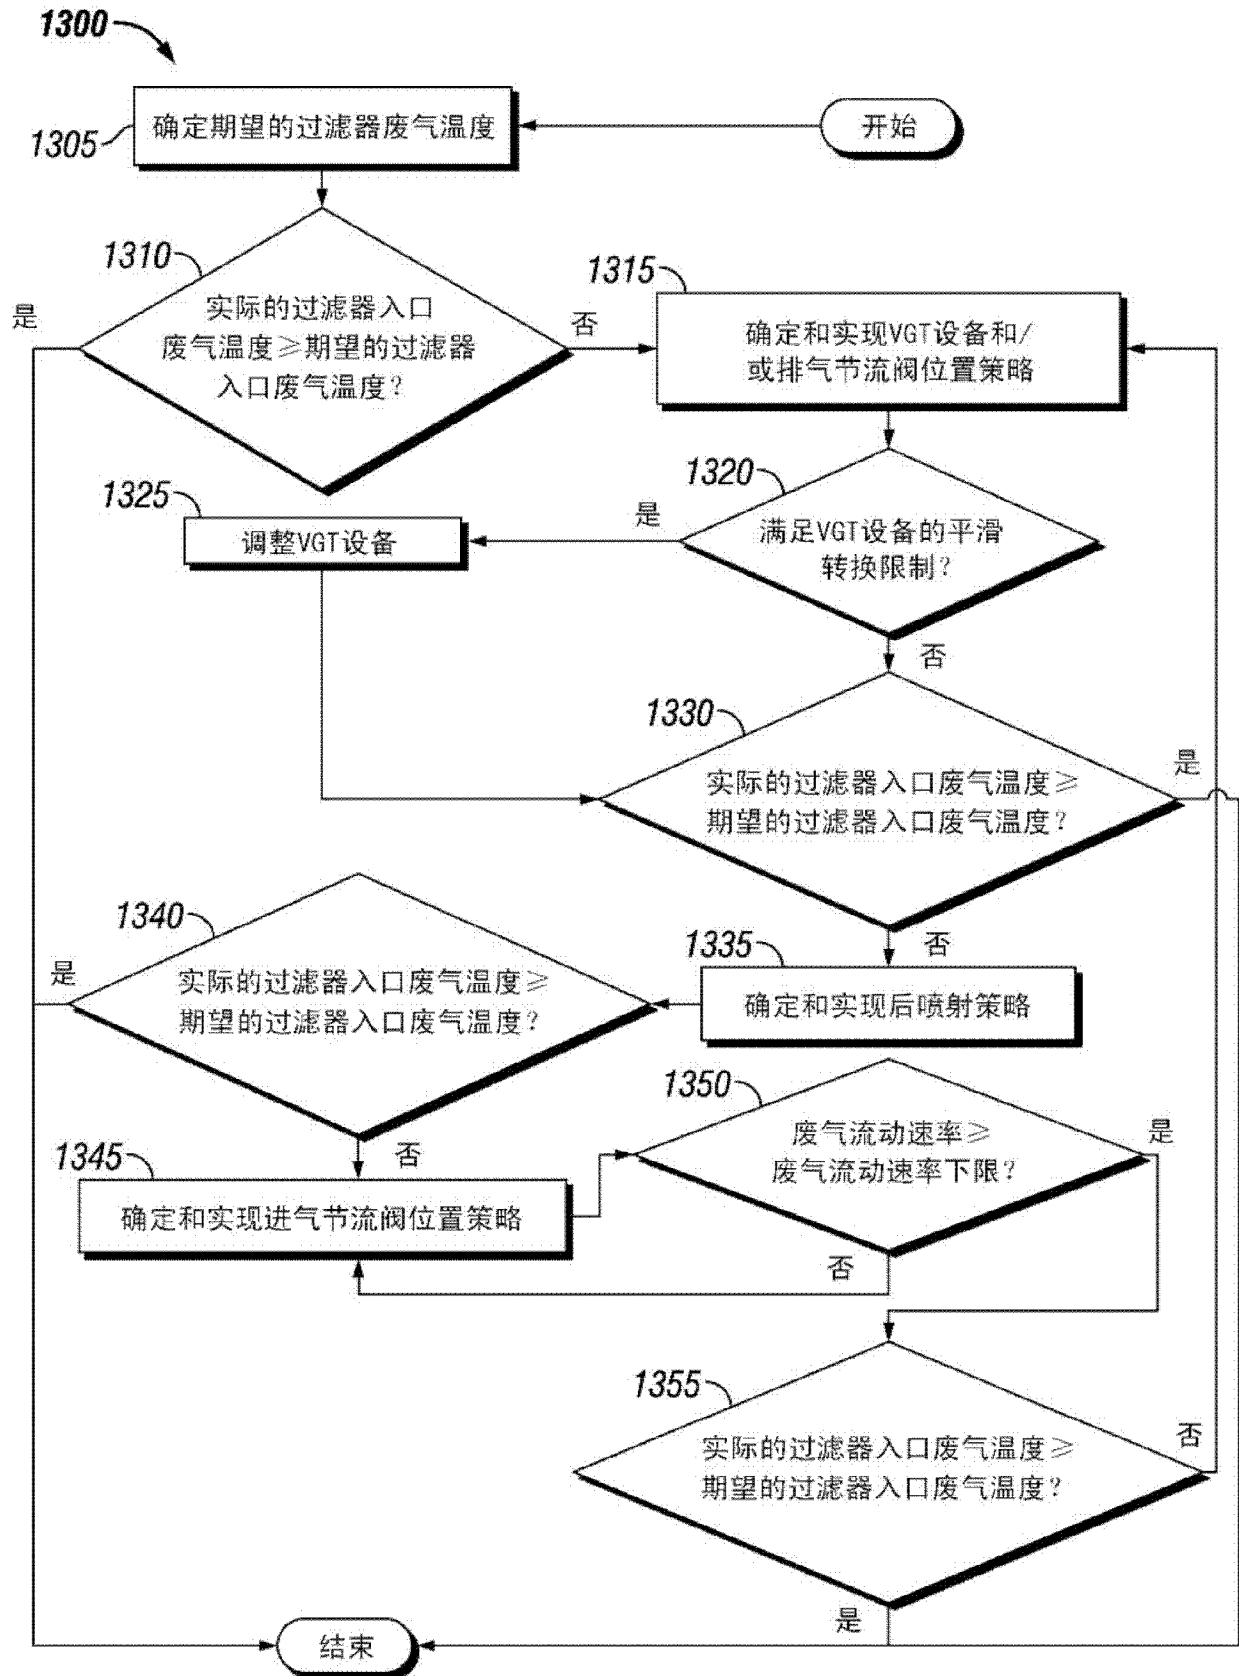 1300
确定期望的过滤器废气温度
1305
开始
1310
实际的过滤器入口
废气温度≥期望的过滤器
入口废气温度?
是
否
1315
确定和实现VGT设备和/
或排气节流阀位置策略
1320
满足VGT设备的平滑
转换限制?
是
否
1325
调整VGT设备
1330
实际的过滤器入口废气温度≥
期望的过滤器入口废气温度?
是
否
1335
确定和实现后喷射策略
1340
实际的过滤器入口废气温度≥
期望的过滤器入口废气温度?
是
否
1345
确定和实现进气节流阀位置策略
1350
废气流动速率≥
废气流动速率下限?
是
否
1355
实际的过滤器入口废气温度≥
期望的过滤器入口废气温度?
否
是
结束